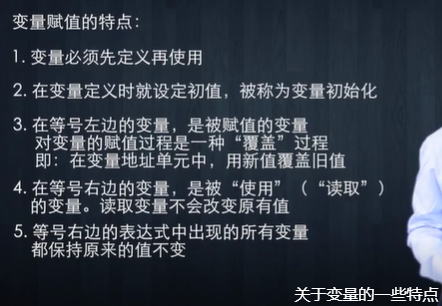 变量赋值的特点：
1. 变量必须先定义再使用
2. 在变量定义时就设定初值，被称为变量初始化
3. 在等号左边的变量，是被赋值的变量
对变量的赋值过程是一种“覆盖”过程
即：在变量地址单元中，用新值覆盖旧值
4. 在等号右边的变量，是被“使用”（“读取”）
的变量。读取变量不会改变原有值
5. 等号右边的表达式中出现的所有变量
都保持原来的值不变
关于变量的一些特点